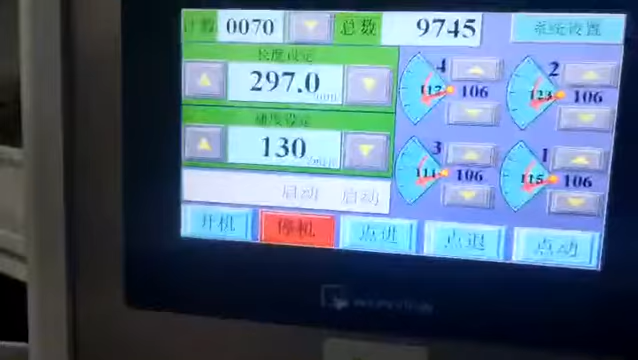 计数 0070 总数 9745 系统设置
长度设定
297.0 mm
速度设定
130
4 117 106
2 123 106
3 114 106
1 115 106
启动 启动
开机 停机 点进 点退 点动